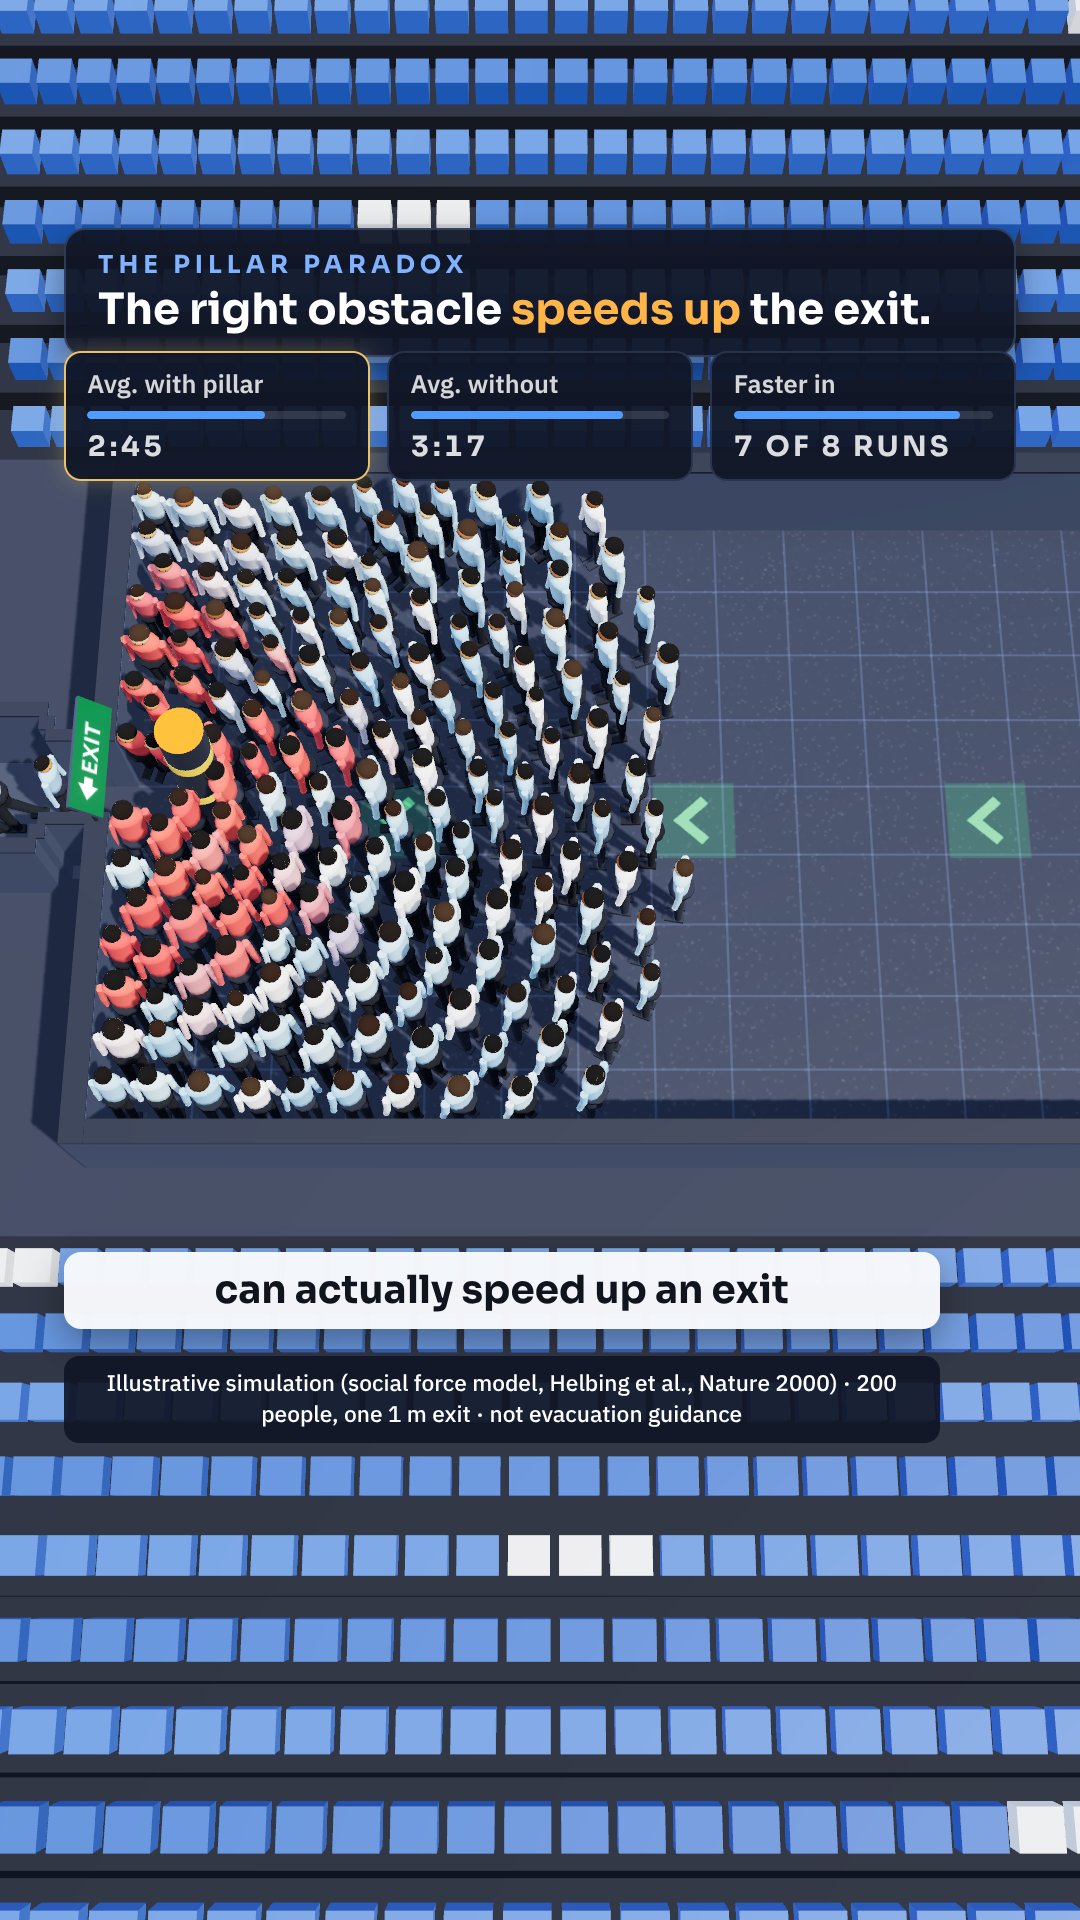 THE PILLAR PARADOX
The right obstacle speeds up the exit.
Avg. with pillar
2:45
Avg. without
3:17
Faster in
7 OF 8 RUNS
EXIT
can actually speed up an exit
Illustrative simulation (social force model, Helbing et al., Nature 2000) · 200
people, one 1 m exit · not evacuation guidance